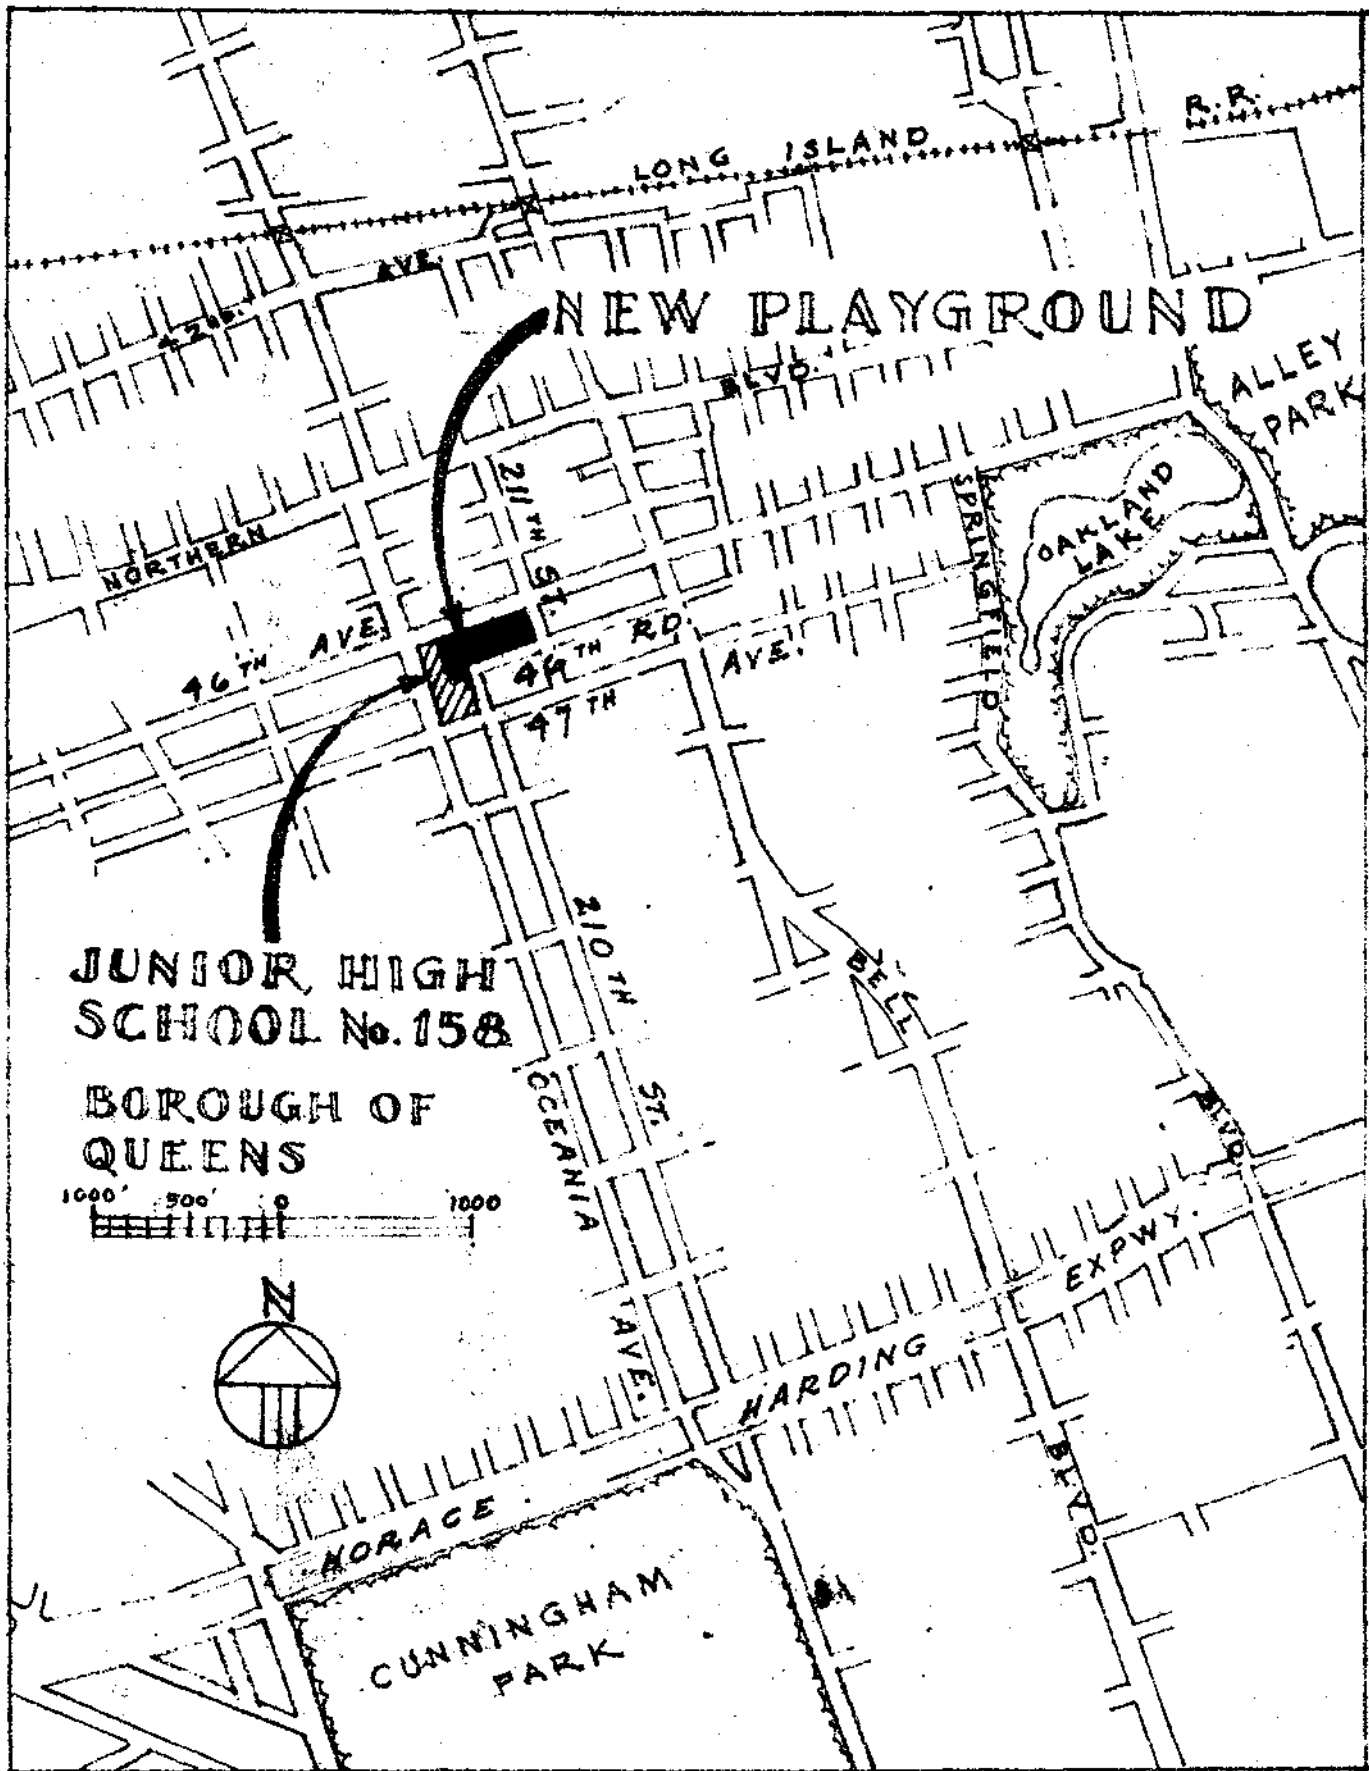 R.R.
LONG ISLAND
AVE.
42ND.
NEW PLAYGROUND
BLVD.
ALLEY
PARK
211TH ST.
SPRINGFIELD
OAKLAND
LAKE
NORTHERN
46TH AVE.
46TH RD.
47TH AVE.
210TH ST.
BELL
JUNIOR HIGH
SCHOOL No. 158
OCEANIA AVE.
BOROUGH OF
QUEENS
BLVD.
1000' 500' 0 1000
EXPWY.
N
HARDING
BLVD.
HORACE
CUNNINGHAM
PARK